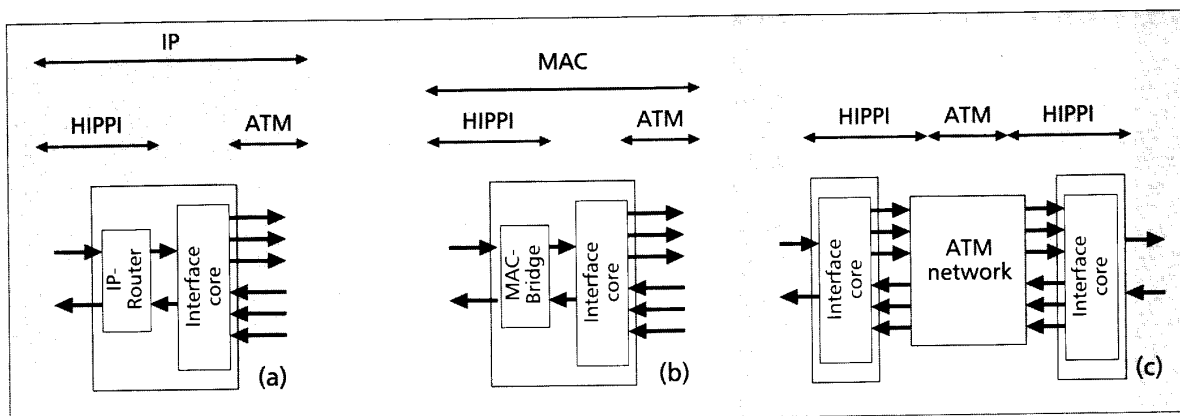 IP
HIPPI
ATM
IP-
Router
Interface
core
(a)
MAC
HIPPI
ATM
MAC-
Bridge
Interface
core
(b)
HIPPI
ATM
HIPPI
Interface
core
ATM
network
Interface
core
(c)